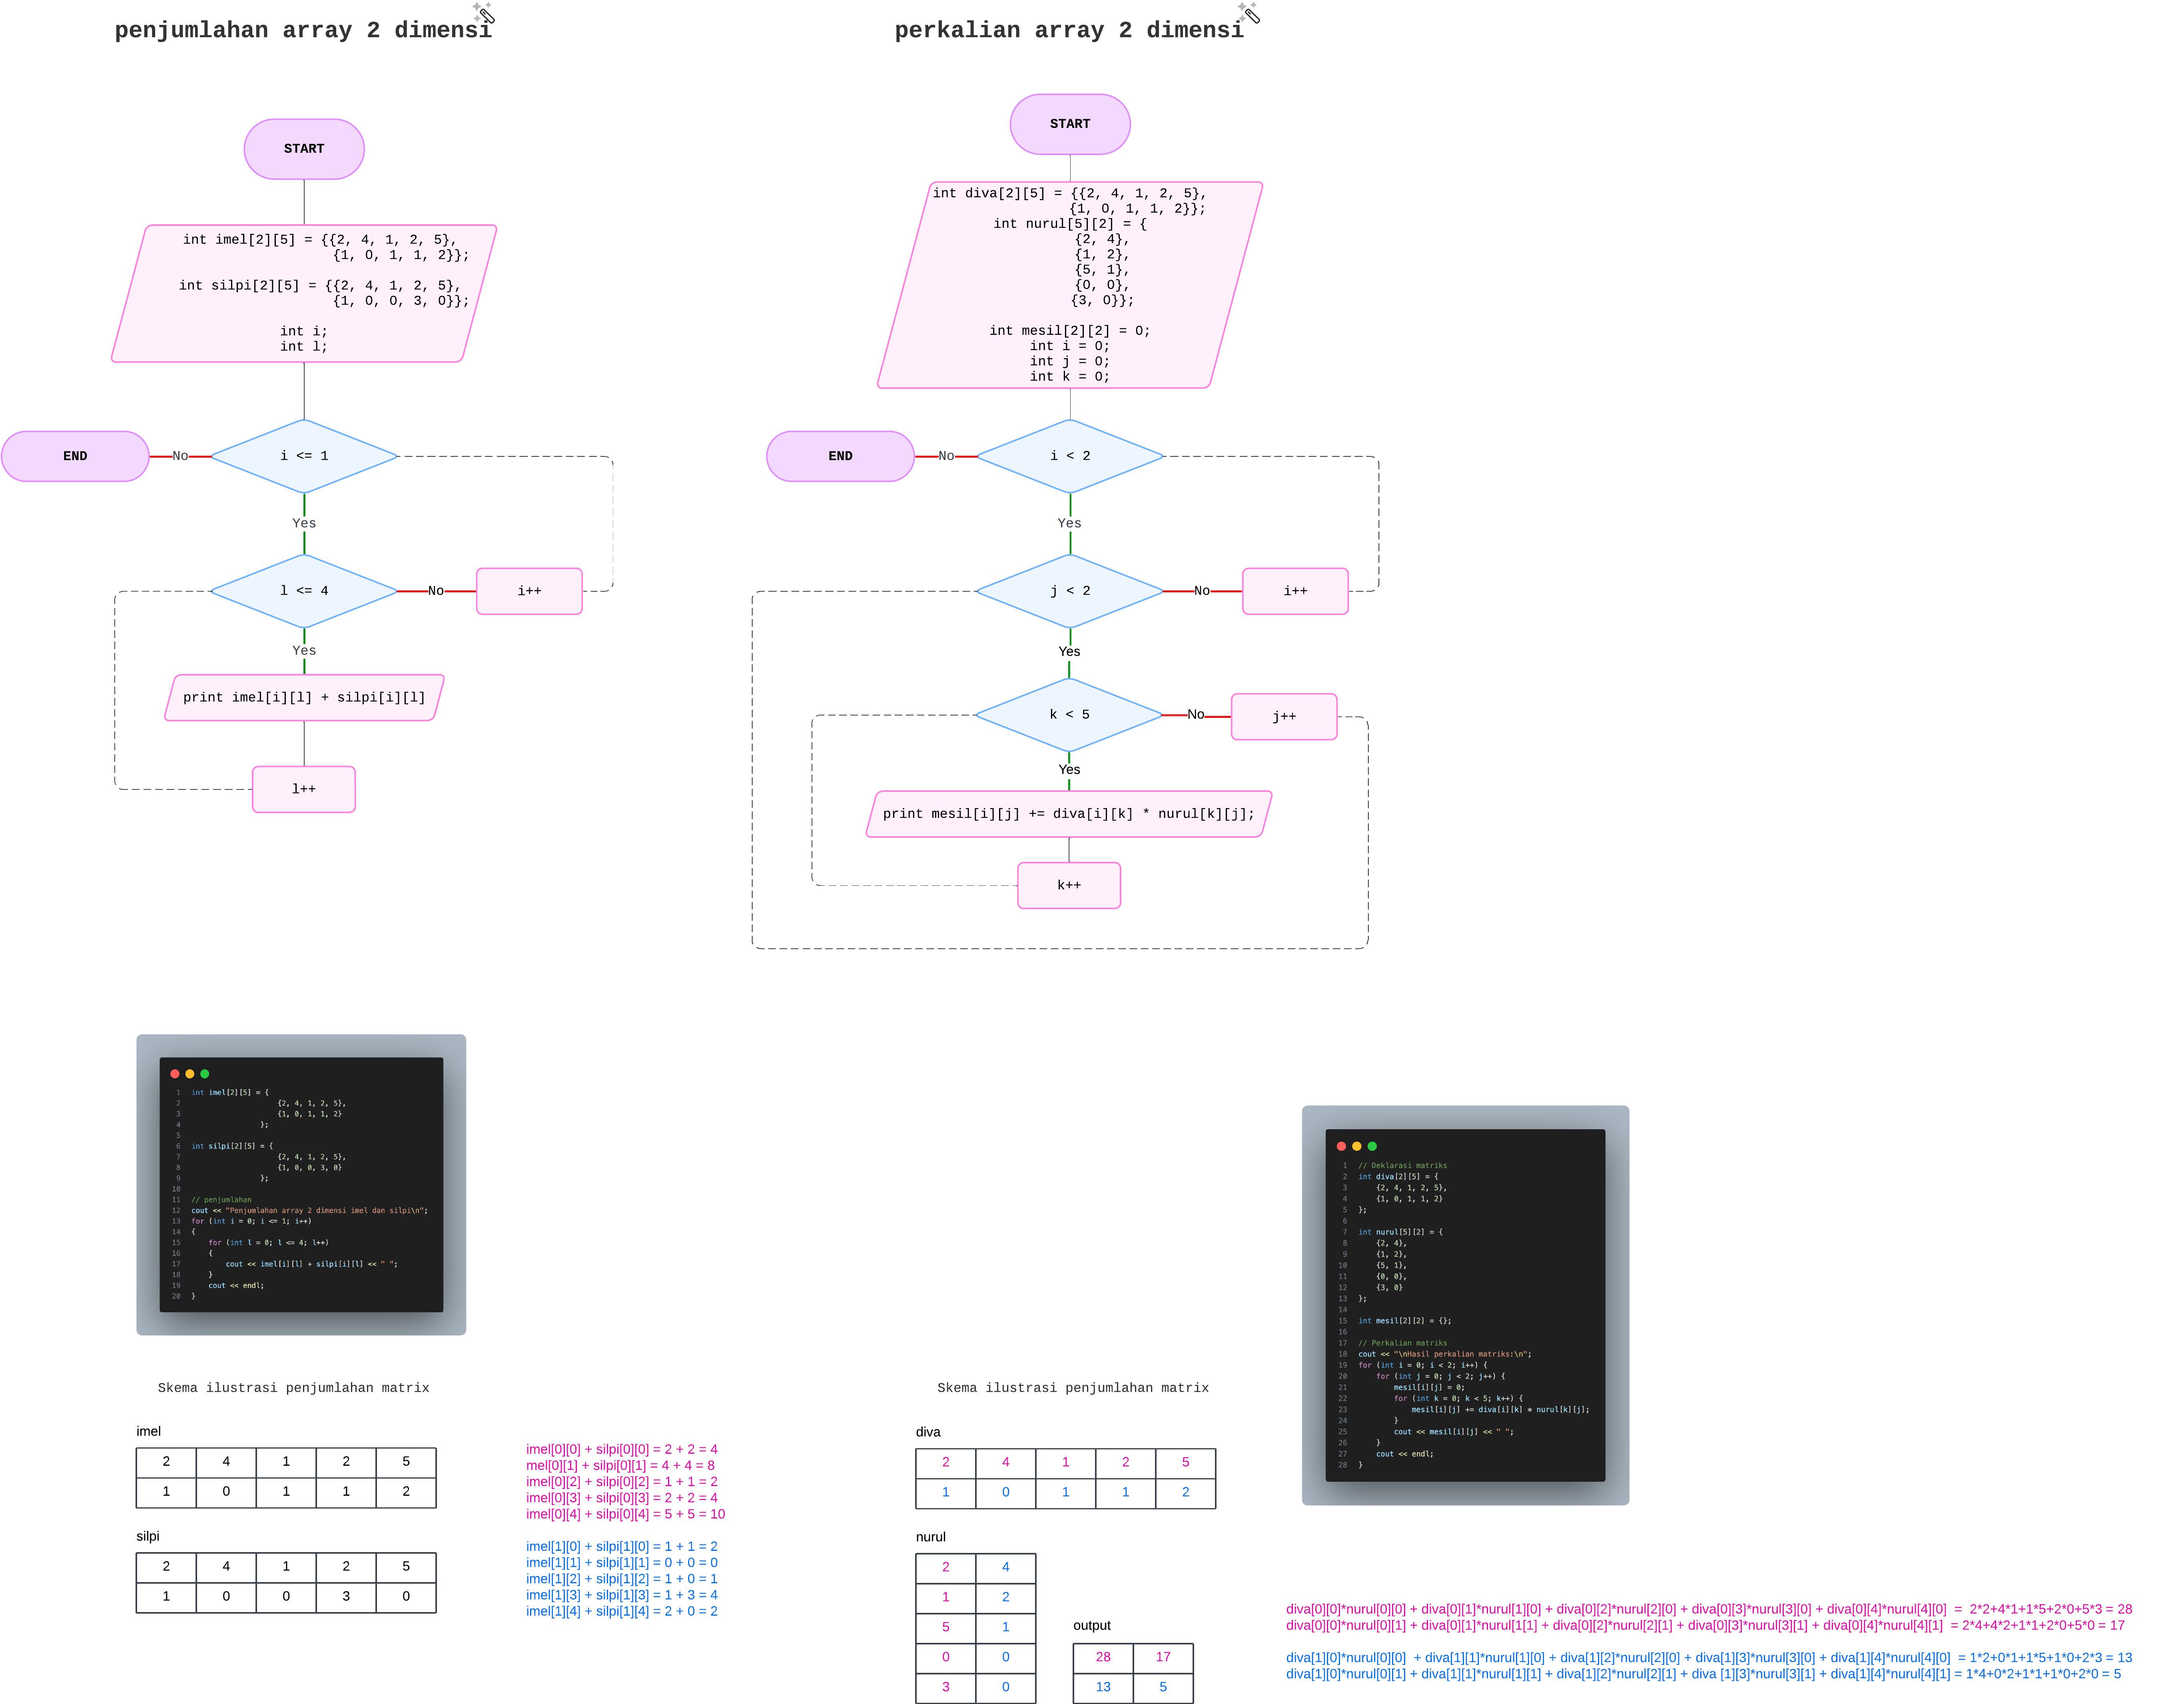 penjumlahan array 2 dimensi
START
int imel[2][5] = {{2, 4, 1, 2, 5},
{1, 0, 1, 1, 2}};
int silpi[2][5] = {{2, 4, 1, 2, 5},
{1, 0, 0, 3, 0}};
int i;
int l;
i <= 1
No
END
Yes
l <= 4
No
i++
Yes
print imel[i][l] + silpi[i][l]
l++
perkalian array 2 dimensi
START
int diva[2][5] = {{2, 4, 1, 2, 5},
{1, 0, 1, 1, 2}};
int nurul[5][2] = {
{2, 4},
{1, 2},
{5, 1},
{0, 0},
{3, 0}};
int mesil[2][2] = 0;
int i = 0;
int j = 0;
int k = 0;
i < 2
No
END
Yes
j < 2
No
i++
Yes
k < 5
No
j++
Yes
print mesil[i][j] += diva[i][k] * nurul[k][j];
k++
1 int imel[2][5] = {
2 {2, 4, 1, 2, 5},
3 {1, 0, 1, 1, 2}
4 };
5
6 int silpi[2][5] = {
7 {2, 4, 1, 2, 5},
8 {1, 0, 0, 3, 0}
9 };
10
11 // penjumlahan
12 cout << "Penjumlahan array 2 dimensi imel dan silpi\n";
13 for (int i = 0; i <= 1; i++)
14 {
15 for (int l = 0; l <= 4; l++)
16 {
17 cout << imel[i][l] + silpi[i][l] << " ";
18 }
19 cout << endl;
20 }
Skema ilustrasi penjumlahan matrix
imel
2 4 1 2 5
1 0 1 1 2
silpi
2 4 1 2 5
1 0 0 3 0
imel[0][0] + silpi[0][0] = 2 + 2 = 4
mel[0][1] + silpi[0][1] = 4 + 4 = 8
imel[0][2] + silpi[0][2] = 1 + 1 = 2
imel[0][3] + silpi[0][3] = 2 + 2 = 4
imel[0][4] + silpi[0][4] = 5 + 5 = 10
imel[1][0] + silpi[1][0] = 1 + 1 = 2
imel[1][1] + silpi[1][1] = 0 + 0 = 0
imel[1][2] + silpi[1][2] = 1 + 0 = 1
imel[1][3] + silpi[1][3] = 1 + 3 = 4
imel[1][4] + silpi[1][4] = 2 + 0 = 2
1 // Deklarasi matriks
2 int diva[2][5] = {
3 {2, 4, 1, 2, 5},
4 {1, 0, 1, 1, 2}
5 };
6
7 int nurul[5][2] = {
8 {2, 4},
9 {1, 2},
10 {5, 1},
11 {0, 0},
12 {3, 0}
13 };
14
15 int mesil[2][2] = {};
16
17 // Perkalian matriks
18 cout << "\nHasil perkalian matriks:\n";
19 for (int i = 0; i < 2; i++) {
20 for (int j = 0; j < 2; j++) {
21 mesil[i][j] = 0;
22 for (int k = 0; k < 5; k++) {
23 mesil[i][j] += diva[i][k] * nurul[k][j];
24 }
25 cout << mesil[i][j] << " ";
26 }
27 cout << endl;
28 }
Skema ilustrasi penjumlahan matrix
diva
2 4 1 2 5
1 0 1 1 2
nurul
2 4
1 2
5 1
0 0
3 0
output
28 17
13 5
diva[0][0]*nurul[0][0] + diva[0][1]*nurul[1][0] + diva[0][2]*nurul[2][0] + diva[0][3]*nurul[3][0] + diva[0][4]*nurul[4][0] = 2*2+4*1+1*5+2*0+5*3 = 28
diva[0][0]*nurul[0][1] + diva[0][1]*nurul[1[1] + diva[0][2]*nurul[2][1] + diva[0][3]*nurul[3][1] + diva[0][4]*nurul[4][1] = 2*4+4*2+1*1+2*0+5*0 = 17
diva[1][0]*nurul[0][0] + diva[1][1]*nurul[1][0] + diva[1][2]*nurul[2][0] + diva[1][3]*nurul[3][0] + diva[1][4]*nurul[4][0] = 1*2+0*1+1*5+1*0+2*3 = 13
diva[1][0]*nurul[0][1] + diva[1][1]*nurul[1][1] + diva[1][2]*nurul[2][1] + diva [1][3]*nurul[3][1] + diva[1][4]*nurul[4][1] = 1*4+0*2+1*1+1*0+2*0 = 5